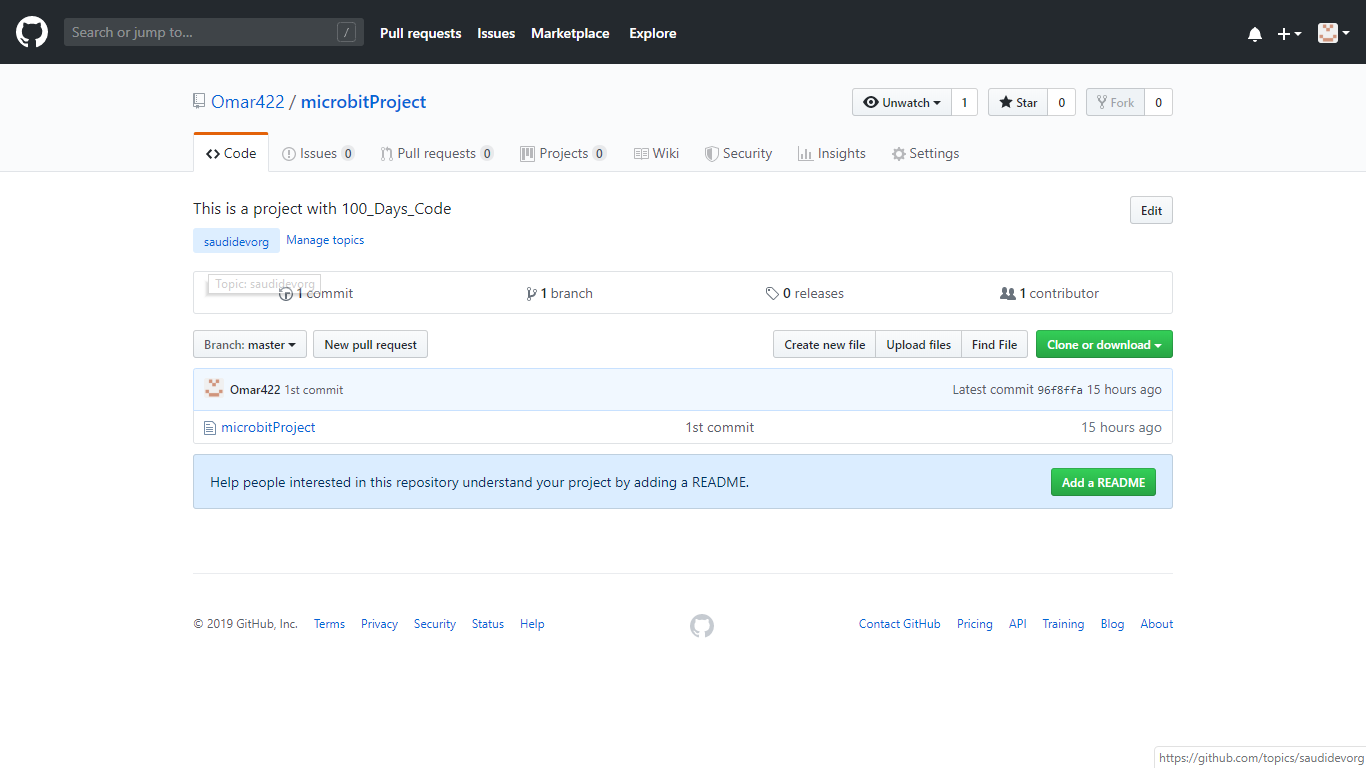 Search or jump to... /
Pull requests Issues Marketplace Explore
Omar422 / microbitProject
Unwatch 1 Star 0 Fork 0
Code Issues 0 Pull requests 0 Projects 0 Wiki Security Insights Settings
This is a project with 100_Days_Code
Edit
saudidevorg Manage topics
Topic: saudidevorg
1 commit 1 branch 0 releases 1 contributor
Branch: master New pull request Create new file Upload files Find File Clone or download
Omar422 1st commit Latest commit 96f8ffa 15 hours ago
microbitProject 1st commit 15 hours ago
Help people interested in this repository understand your project by adding a README. Add a README
© 2019 GitHub, Inc. Terms Privacy Security Status Help Contact GitHub Pricing API Training Blog About
https://github.com/topics/saudidevorg